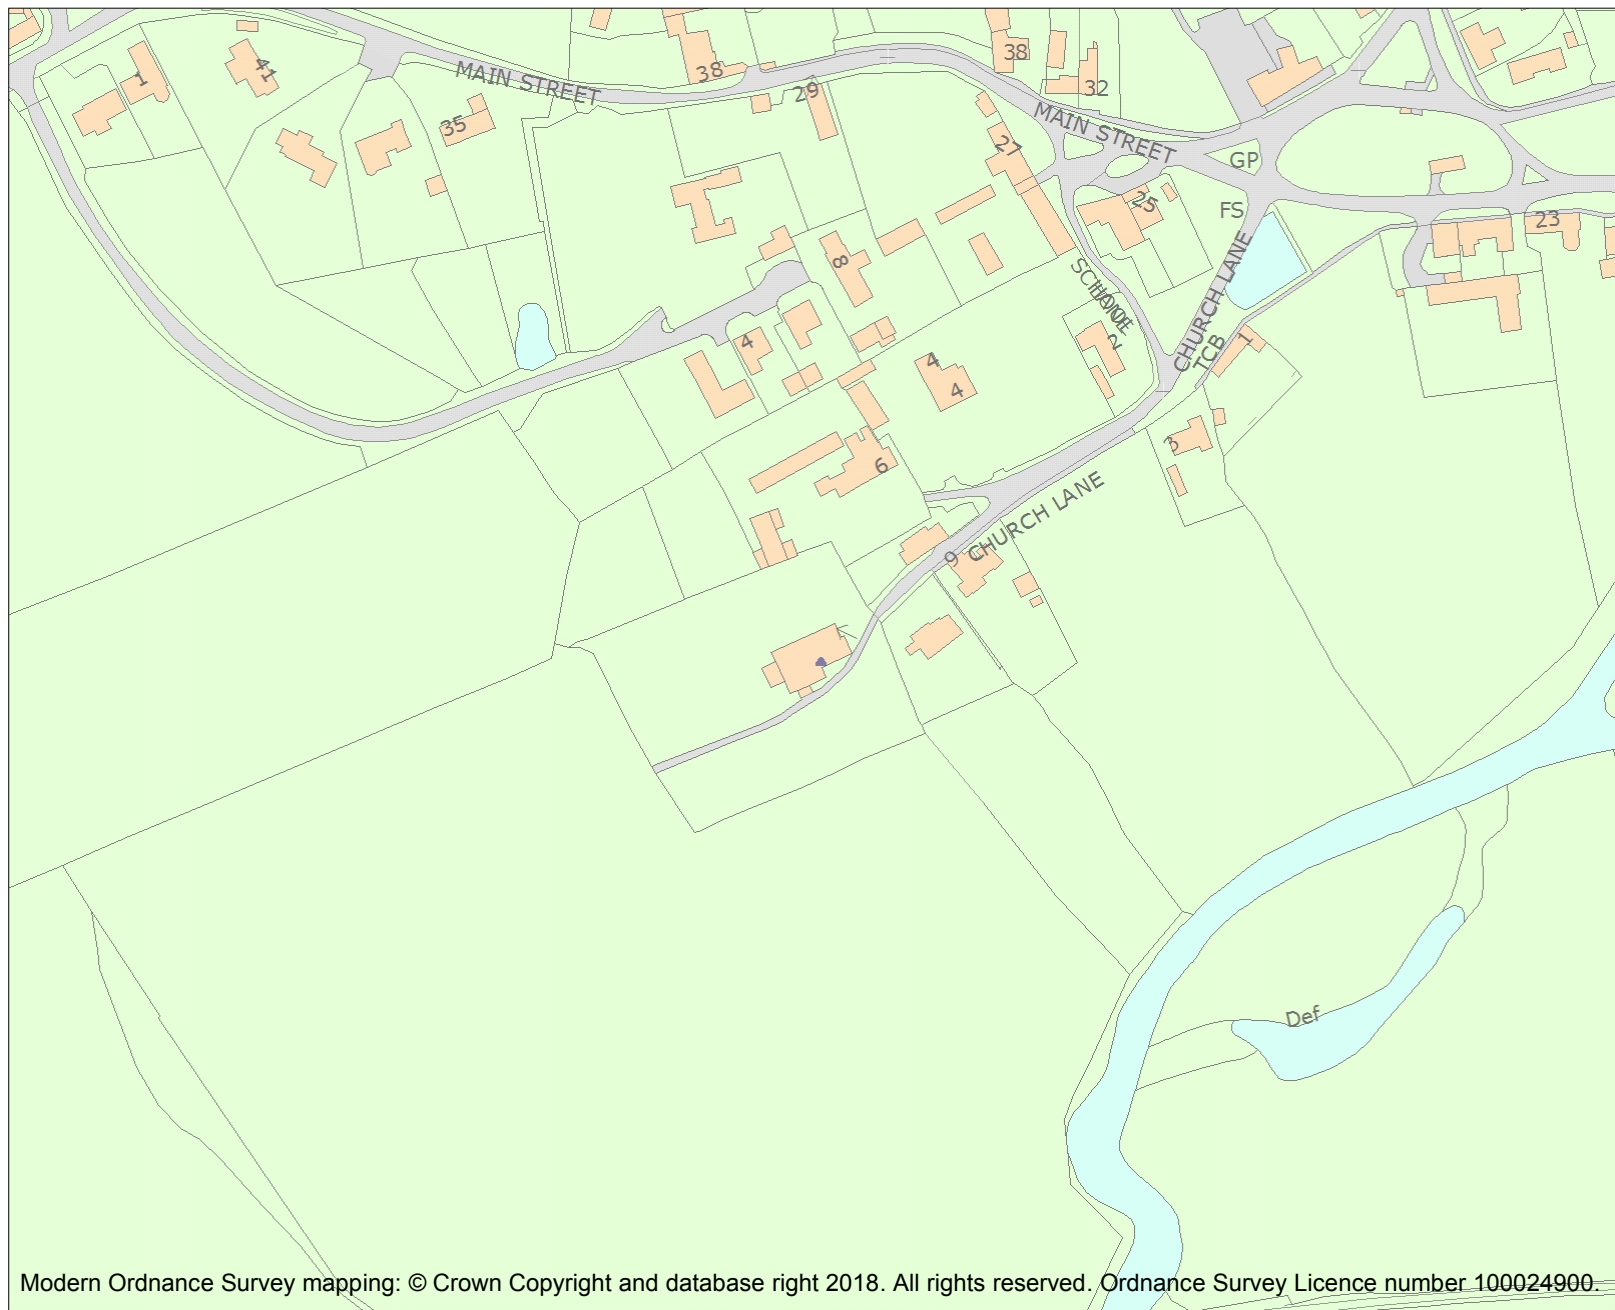 38
32
1
41
38
MAIN STREET
29
35
MAIN STREET
27
GP
25
FS
23
8
SCHOOL
LANE
CHURCH LANE
2
TCB
1
4
4
4
3
6
CHURCH LANE
9
Def
Modern Ordnance Survey mapping: © Crown Copyright and database right 2018. All rights reserved. Ordnance Survey Licence number 100024900.